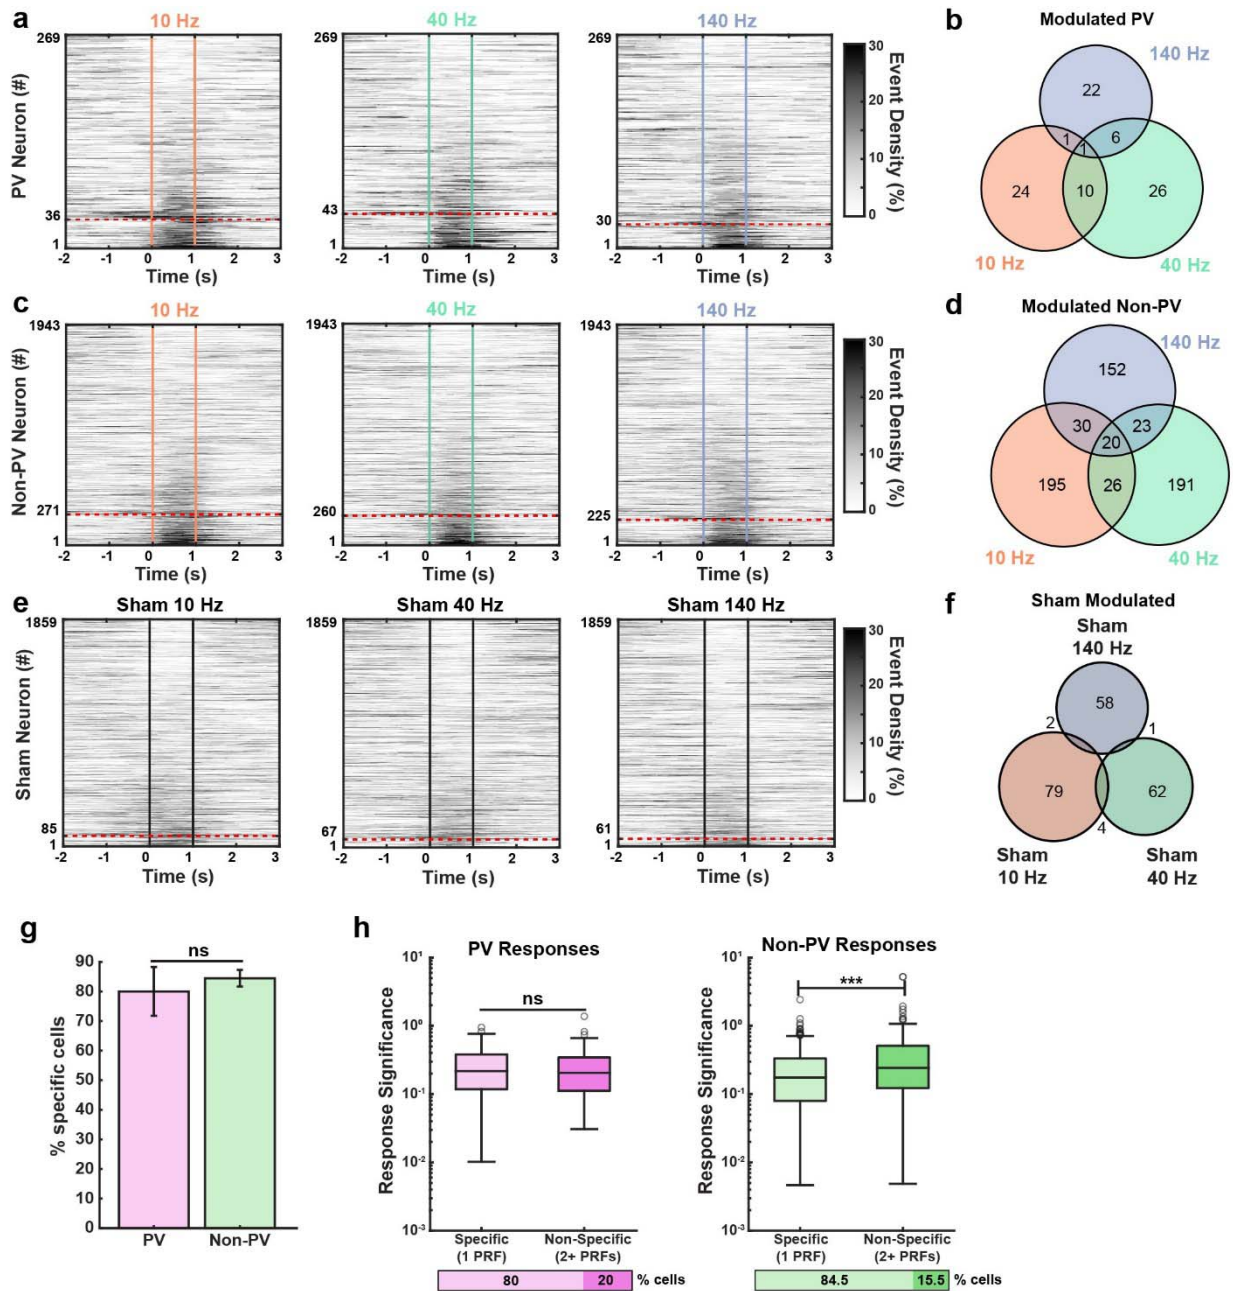 a
10 Hz
40 Hz
140 Hz
269
269
269
PV Neuron (#)
36
43
30
1
1
1
-2 -1 0 1 2 3
-2 -1 0 1 2 3
-2 -1 0 1 2 3
Time (s)
Time (s)
Time (s)
30
20
10
0
Event Density (%)
b
Modulated PV
140 Hz
22
1
1
6
24
10
26
10 Hz
40 Hz
c
10 Hz
40 Hz
140 Hz
1943
1943
1943
Non-PV Neuron (#)
271
260
225
1
1
1
-2 -1 0 1 2 3
-2 -1 0 1 2 3
-2 -1 0 1 2 3
Time (s)
Time (s)
Time (s)
30
20
10
0
Event Density (%)
d
Modulated Non-PV
140 Hz
152
30
20
23
195
26
191
10 Hz
40 Hz
e
Sham 10 Hz
Sham 40 Hz
Sham 140 Hz
1859
1859
1859
Sham Neuron (#)
85
67
61
1
1
1
-2 -1 0 1 2 3
-2 -1 0 1 2 3
-2 -1 0 1 2 3
Time (s)
Time (s)
Time (s)
30
20
10
0
Event Density (%)
f
Sham Modulated
Sham
140 Hz
58
2
1
79
62
4
Sham
10 Hz
Sham
40 Hz
g
ns
90
80
70
60
50
40
30
20
10
0
% specific cells
PV
Non-PV
h
PV Responses
10¹
10⁰
10⁻¹
10⁻²
10⁻³
Response Significance
ns
Specific
(1 PRF)
Non-Specific
(2+ PRFs)
80
20
% cells
Non-PV Responses
10¹
10⁰
10⁻¹
10⁻²
10⁻³
Response Significance
***
Specific
(1 PRF)
Non-Specific
(2+ PRFs)
84.5
15.5
% cells